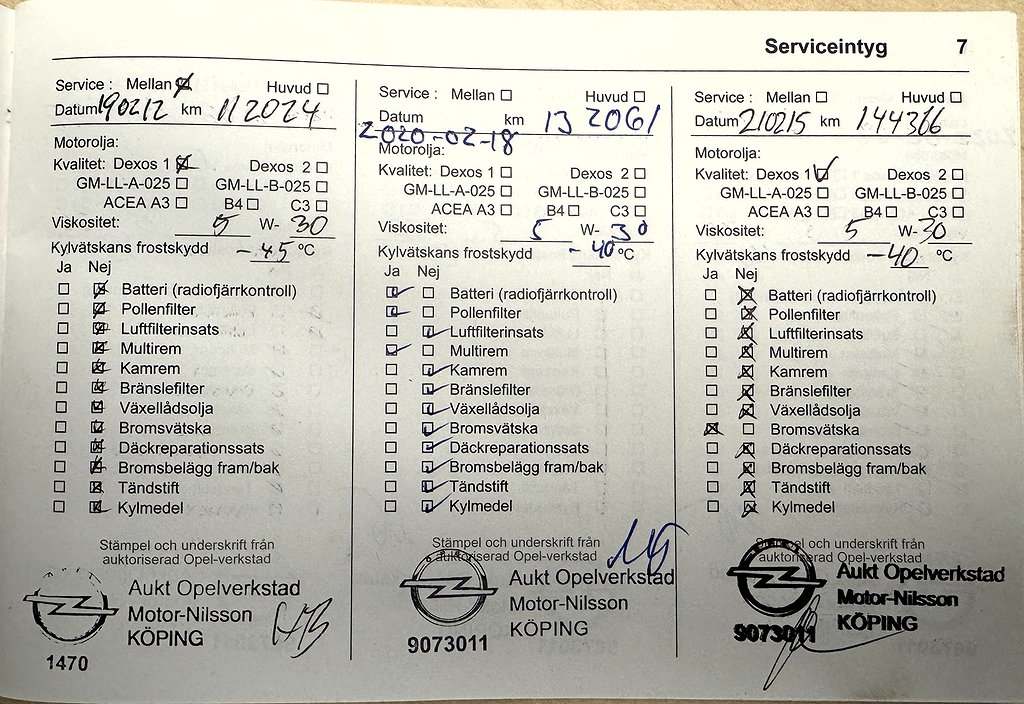 Serviceintyg 7
Service : Mellan Huvud
Datum 190212 km 112024
Motorolja:
Kvalitet: Dexos 1 Dexos 2
GM-LL-A-025 GM-LL-B-025
ACEA A3 B4 C3
Viskositet: 5 W- 30
Kylvätskans frostskydd -45 °C
Ja Nej
Batteri (radiofjärrkontroll)
Pollenfilter
Luftfilterinsats
Multirem
Kamrem
Bränslefilter
Växellådsolja
Bromsvätska
Däckreparationssats
Bromsbelägg fram/bak
Tändstift
Kylmedel
Stämpel och underskrift från
auktoriserad Opel-verkstad
Aukt Opelverkstad
Motor-Nilsson
KÖPING
1470
Service : Mellan Huvud
Datum km 132061
2020-02-18
Motorolja:
Kvalitet: Dexos 1 Dexos 2
GM-LL-A-025 GM-LL-B-025
ACEA A3 B4 C3
Viskositet: 5 W- 30
Kylvätskans frostskydd -40 °C
Ja Nej
Batteri (radiofjärrkontroll)
Pollenfilter
Luftfilterinsats
Multirem
Kamrem
Bränslefilter
Växellådsolja
Bromsvätska
Däckreparationssats
Bromsbelägg fram/bak
Tändstift
Kylmedel
Stämpel och underskrift från
auktoriserad Opel-verkstad
Aukt Opelverkstad
Motor-Nilsson
KÖPING
9073011
Service : Mellan Huvud
Datum 210215 km 144366
Motorolja:
Kvalitet: Dexos 1 Dexos 2
GM-LL-A-025 GM-LL-B-025
ACEA A3 B4 C3
Viskositet: 5 W- 30
Kylvätskans frostskydd -40 °C
Ja Nej
Batteri (radiofjärrkontroll)
Pollenfilter
Luftfilterinsats
Multirem
Kamrem
Bränslefilter
Växellådsolja
Bromsvätska
Däckreparationssats
Bromsbelägg fram/bak
Tändstift
Kylmedel
Stämpel och underskrift från
auktoriserad Opel-verkstad
Aukt Opelverkstad
Motor-Nilsson
KÖPING
9073011